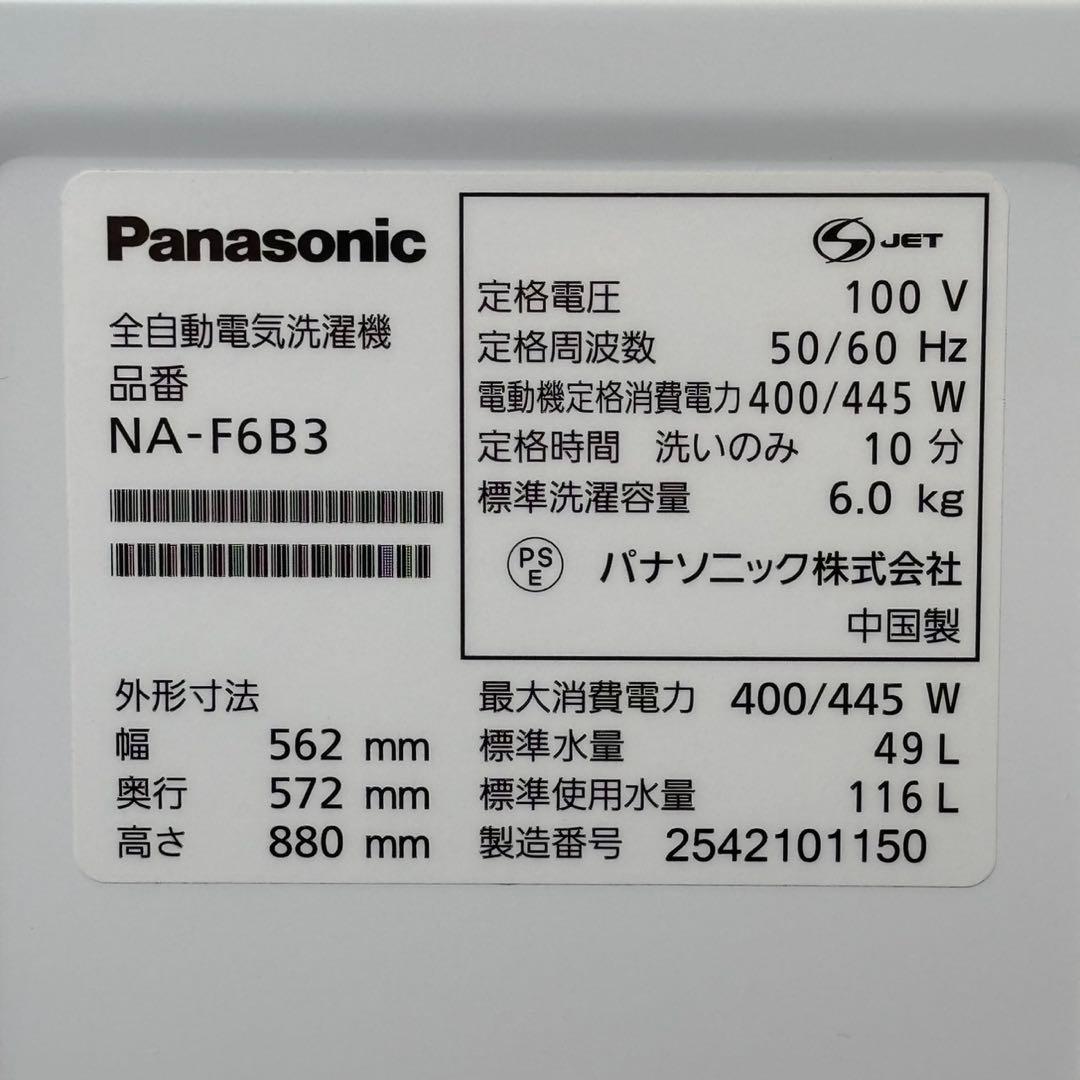 Panasonic
全自動電気洗濯機
品番
NA-F6B3
S JET
定格電圧 100 V
定格周波数 50/60 Hz
電動機定格消費電力 400/445 W
定格時間 洗いのみ 10 分
標準洗濯容量 6.0 kg
PS E パナソニック株式会社
中国製
外形寸法
幅 562 mm
奥行 572 mm
高さ 880 mm
最大消費電力 400/445 W
標準水量 49 L
標準使用水量 116 L
製造番号 2542101150